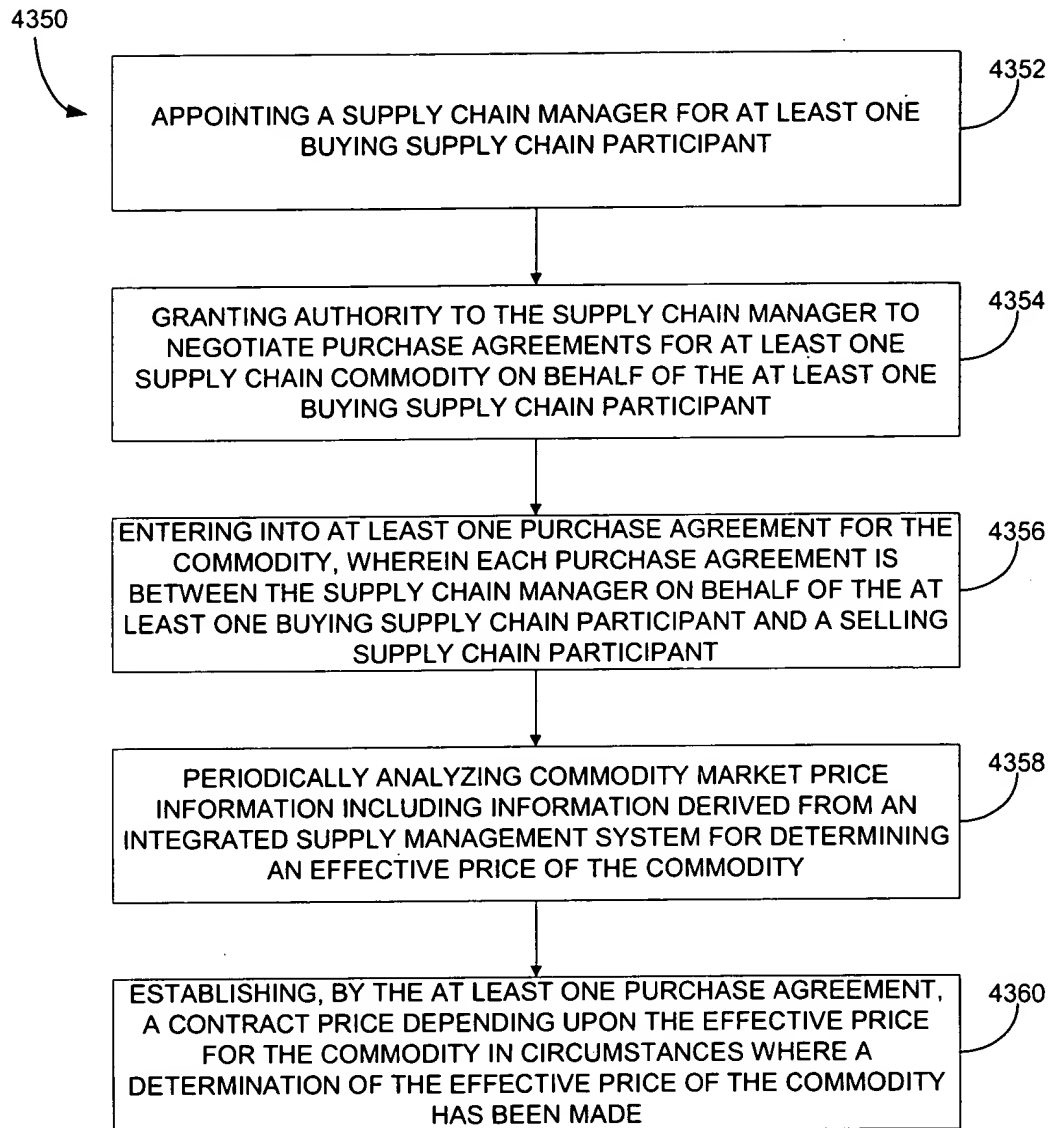 4350
4352
APPOINTING A SUPPLY CHAIN MANAGER FOR AT LEAST ONE
BUYING SUPPLY CHAIN PARTICIPANT
4354
GRANTING AUTHORITY TO THE SUPPLY CHAIN MANAGER TO
NEGOTIATE PURCHASE AGREEMENTS FOR AT LEAST ONE
SUPPLY CHAIN COMMODITY ON BEHALF OF THE AT LEAST ONE
BUYING SUPPLY CHAIN PARTICIPANT
4356
ENTERING INTO AT LEAST ONE PURCHASE AGREEMENT FOR THE
COMMODITY, WHEREIN EACH PURCHASE AGREEMENT IS
BETWEEN THE SUPPLY CHAIN MANAGER ON BEHALF OF THE AT
LEAST ONE BUYING SUPPLY CHAIN PARTICIPANT AND A SELLING
SUPPLY CHAIN PARTICIPANT
4358
PERIODICALLY ANALYZING COMMODITY MARKET PRICE
INFORMATION INCLUDING INFORMATION DERIVED FROM AN
INTEGRATED SUPPLY MANAGEMENT SYSTEM FOR DETERMINING
AN EFFECTIVE PRICE OF THE COMMODITY
4360
ESTABLISHING, BY THE AT LEAST ONE PURCHASE AGREEMENT,
A CONTRACT PRICE DEPENDING UPON THE EFFECTIVE PRICE
FOR THE COMMODITY IN CIRCUMSTANCES WHERE A
DETERMINATION OF THE EFFECTIVE PRICE OF THE COMMODITY
HAS BEEN MADE